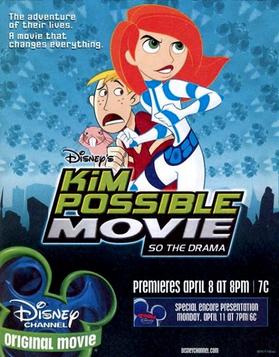 The adventure
of their lives.
A movie that
changes everything.
Disney's
KIM
POSSIBLE
MOVIE
SO THE DRAMA
PREMIERES APRIL 8 AT 8PM | 7C
SPECIAL ENCORE PRESENTATION
MONDAY, APRIL 11 AT 7PM 6C
Disney
CHANNEL
ORIGINAL MOVIE
DISNEYCHANNEL.COM